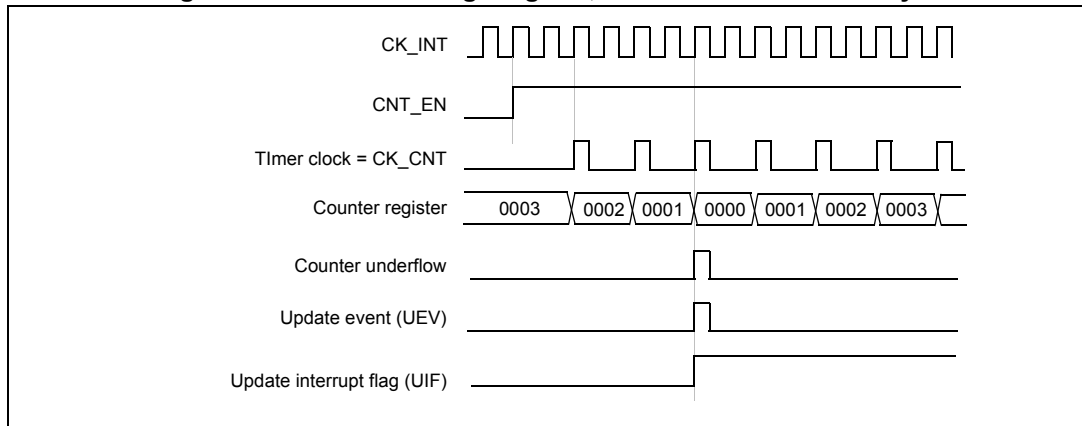 CK_INT
CNT_EN
TImer clock = CK_CNT
Counter register 0003 0002 0001 0000 0001 0002 0003
Counter underflow
Update event (UEV)
Update interrupt flag (UIF)